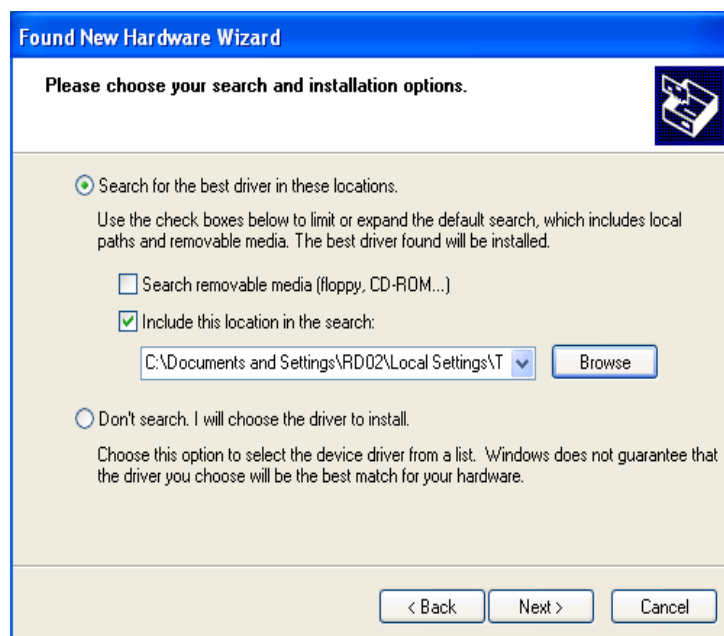 Found New Hardware Wizard
Please choose your search and installation options.
Search for the best driver in these locations.
Use the check boxes below to limit or expand the default search, which includes local
paths and removable media. The best driver found will be installed.
Search removable media (floppy, CD-ROM...)
Include this location in the search:
C:\Documents and Settings\RD02\Local Settings\T
Browse
Don't search. I will choose the driver to install.
Choose this option to select the device driver from a list. Windows does not guarantee that
the driver you choose will be the best match for your hardware.
< Back Next > Cancel